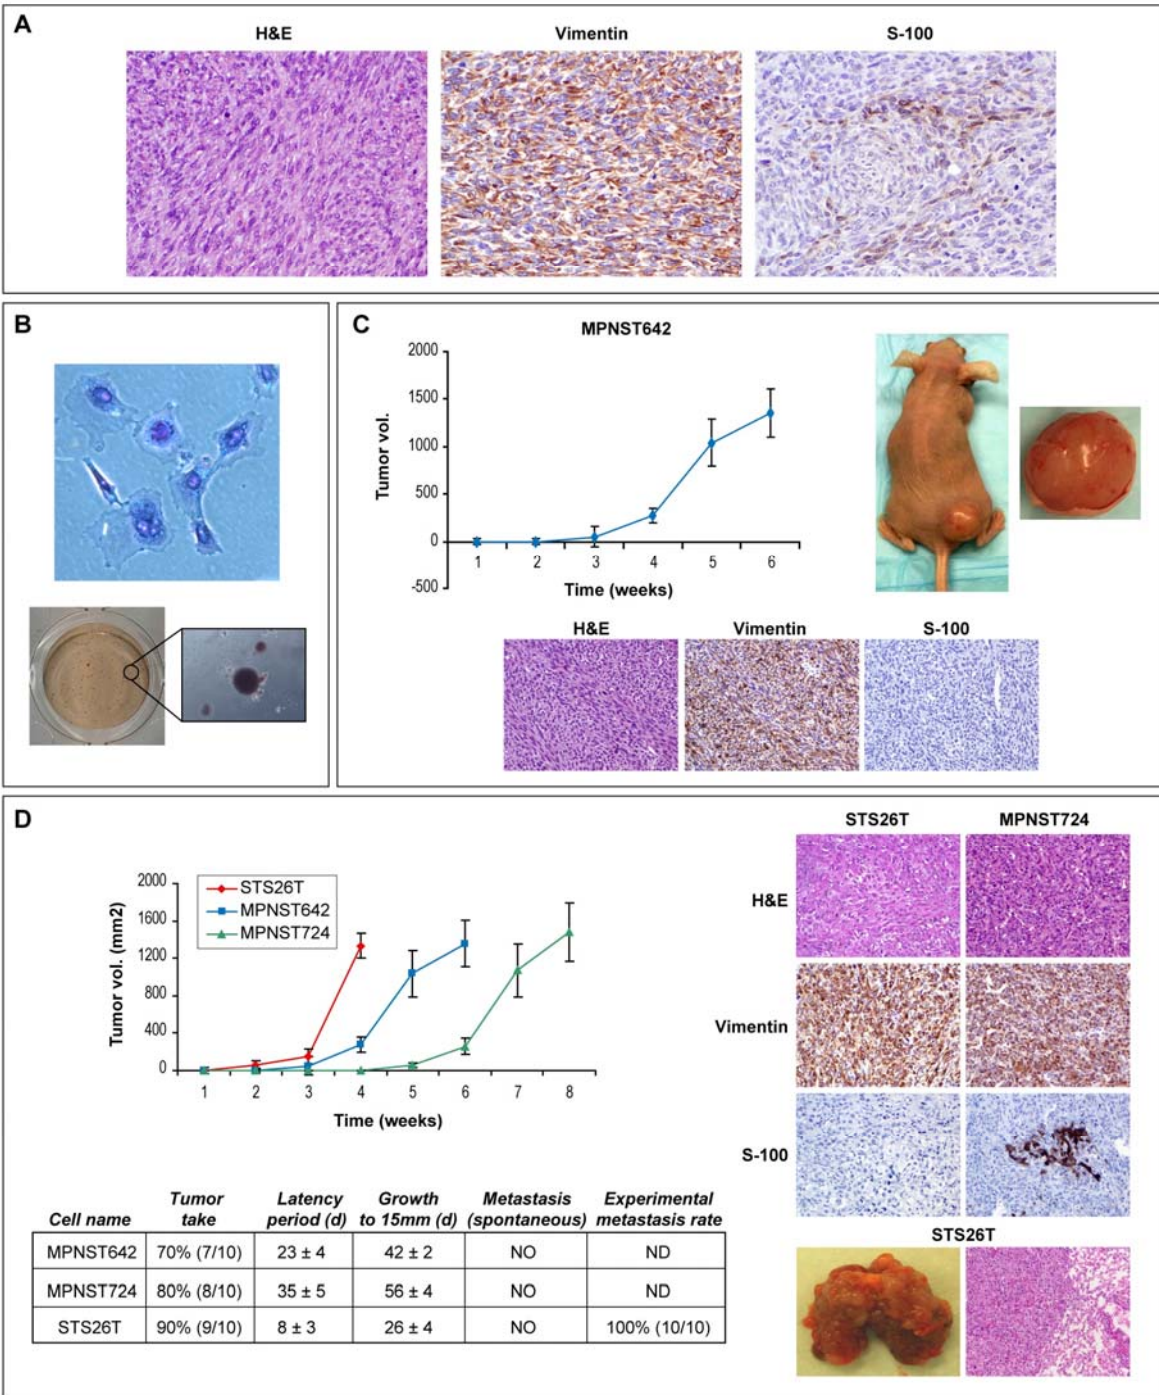 A
H&E
Vimentin
S-100
B
C
MPNST642
2000
1500
1000
500
0
-500
Tumor vol.
1 2 3 4 5 6
Time (weeks)
H&E
Vimentin
S-100
D
2000
1600
1200
800
400
0
Tumor vol. (mm2)
STS26T
MPNST642
MPNST724
1 2 3 4 5 6 7 8
Time (weeks)
STS26T
MPNST724
H&E
Vimentin
S-100
STS26T
Cell name Tumor take Latency period (d) Growth to 15mm (d) Metastasis (spontaneous) Experimental metastasis rate
MPNST642 70% (7/10) 23 ± 4 42 ± 2 NO ND
MPNST724 80% (8/10) 35 ± 5 56 ± 4 NO ND
STS26T 90% (9/10) 8 ± 3 26 ± 4 NO 100% (10/10)